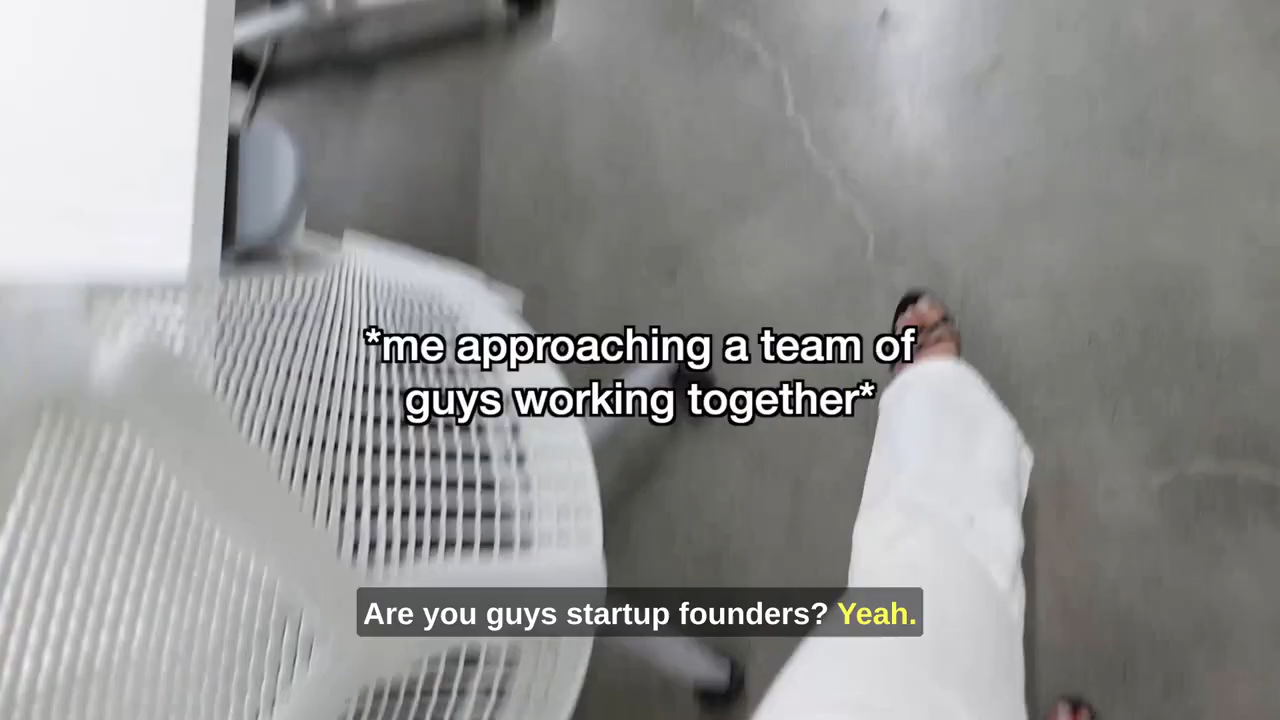 *me approaching a team of
guys working together*
Are you guys startup founders? Yeah.